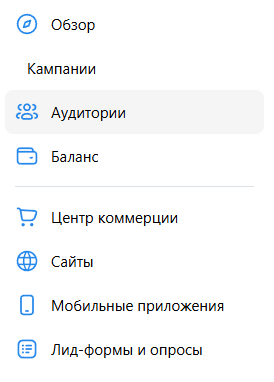 Обзор
Кампании
Аудитории
Баланс
Центр коммерции
Сайты
Мобильные приложения
Лид-формы и опросы